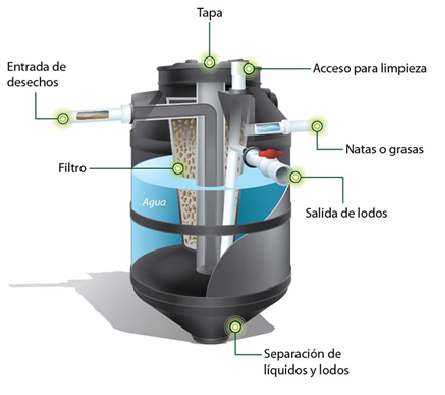 Tapa
Entrada de
desechos
Acceso para limpieza
Natas o grasas
Filtro
Agua
Salida de lodos
Separación de
líquidos y lodos